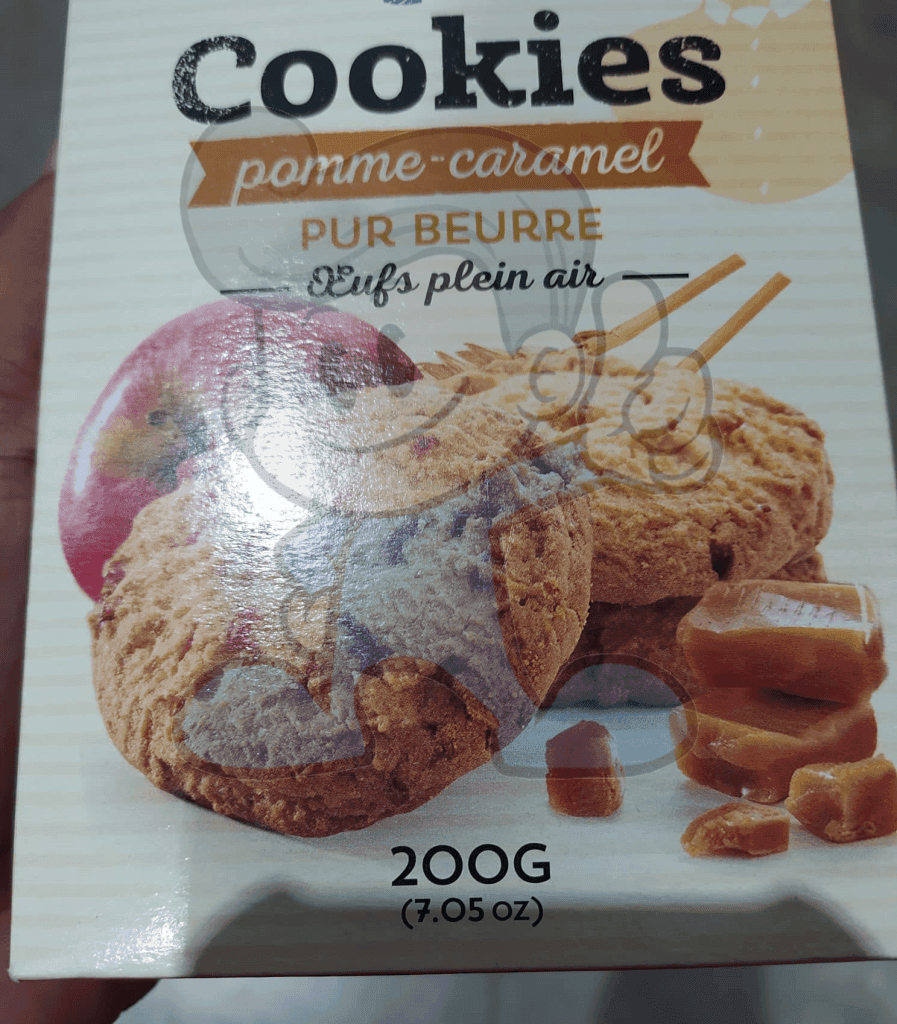 Cookies
pomme-caramel
PUR BEURRE
Œufs plein air
200G
(7.05 OZ)